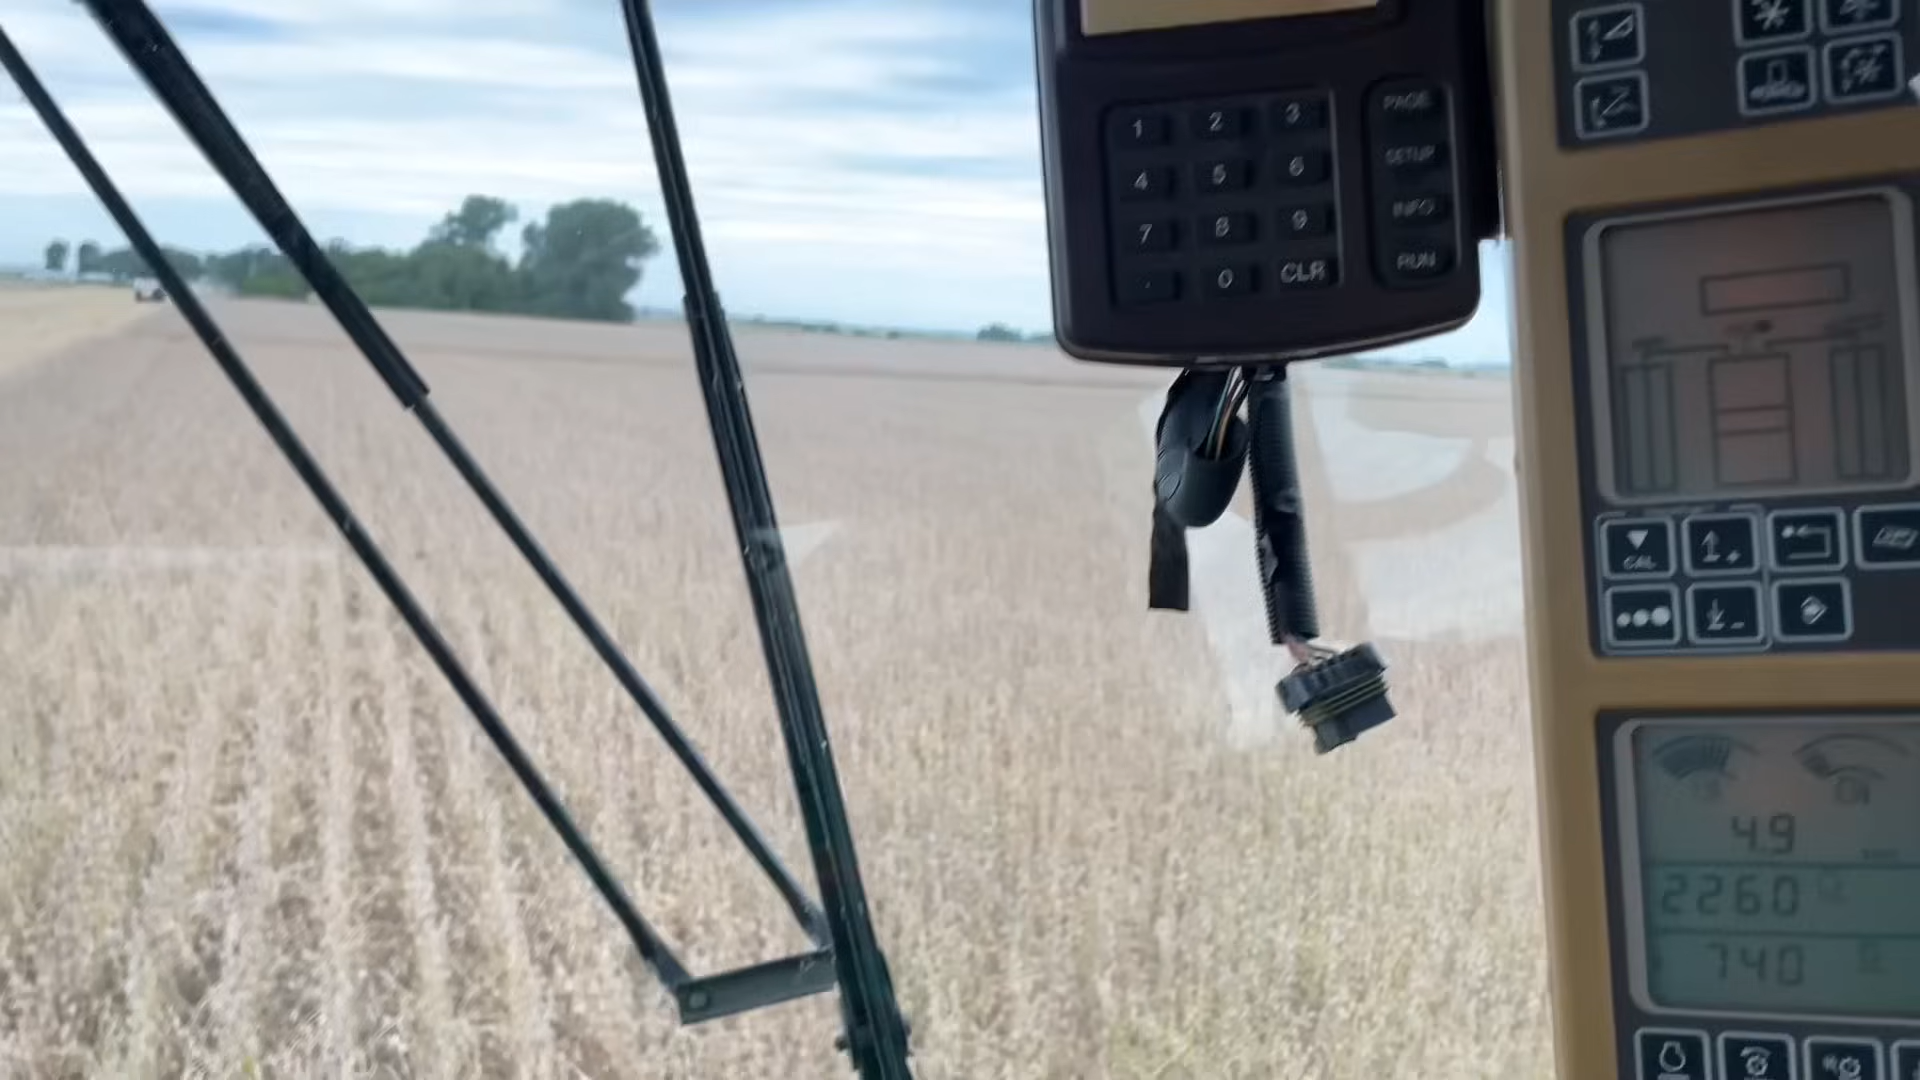 1 2 3 PAGE
4 5 6 SETUP
7 8 9 INFO
. 0 CLR RUN
CAL
1 +
-
4.9
2260
740